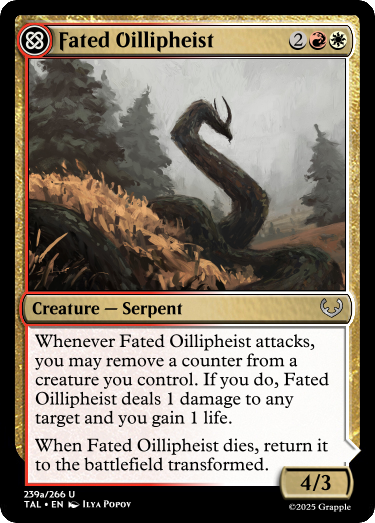 Fated Oillipheist 2
Creature — Serpent
Whenever Fated Oillipheist attacks,
you may remove a counter from a
creature you control. If you do, Fated
Oillipheist deals 1 damage to any
target and you gain 1 life.
When Fated Oillipheist dies, return it
to the battlefield transformed.
4/3
239a/266 U
TAL • EN Ilya Popov
©2025 Grapple